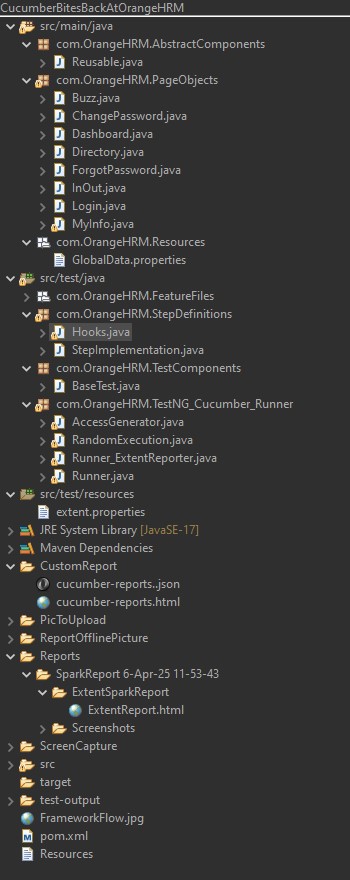 CucumberBitesBackAtOrangeHRM
src/main/java
com.OrangeHRM.AbstractComponents
Reusable.java
com.OrangeHRM.PageObjects
Buzz.java
ChangePassword.java
Dashboard.java
Directory.java
ForgotPassword.java
InOut.java
Login.java
MyInfo.java
com.OrangeHRM.Resources
GlobalData.properties
src/test/java
com.OrangeHRM.FeatureFiles
com.OrangeHRM.StepDefinitions
Hooks.java
StepImplementation.java
com.OrangeHRM.TestComponents
BaseTest.java
com.OrangeHRM.TestNG_Cucumber_Runner
AccessGenerator.java
RandomExecution.java
Runner_ExtentReporter.java
Runner.java
src/test/resources
extent.properties
JRE System Library [JavaSE-17]
Maven Dependencies
CustomReport
cucumber-reports..json
cucumber-reports.html
PicToUpload
ReportOfflinePicture
Reports
SparkReport 6-Apr-25 11-53-43
ExtentSparkReport
ExtentReport.html
Screenshots
ScreenCapture
src
target
test-output
FrameworkFlow.jpg
pom.xml
Resources